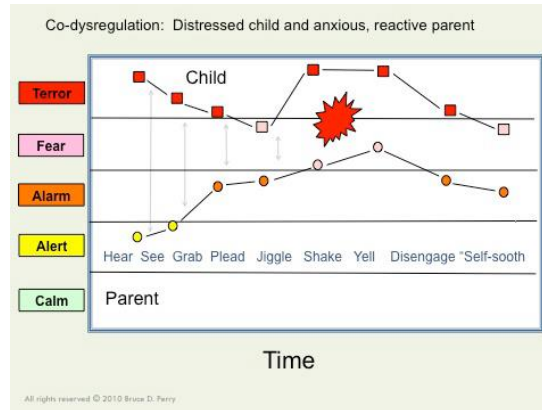 Co-dysregulation: Distressed child and anxious, reactive parent
Child
Terror
Fear
Alarm
Alert
Hear See Grab Plead Jiggle Shake Yell Disengage "Self-sooth
Calm
Parent
Time
All rights reserved © 2010 Bruce D. Perry